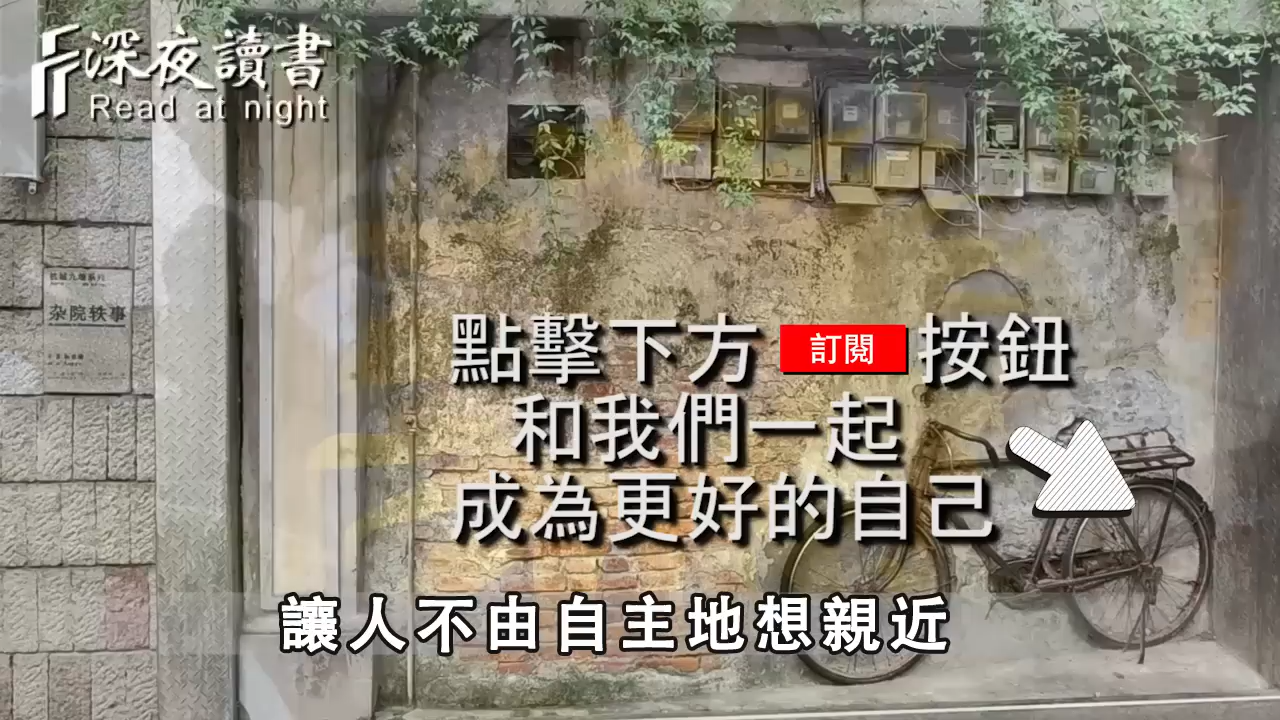 深夜讀書
Read at night
杂院轶事
點擊下方 訂閱 按鈕
和我們一起
成為更好的自己
讓人不由自主地想親近